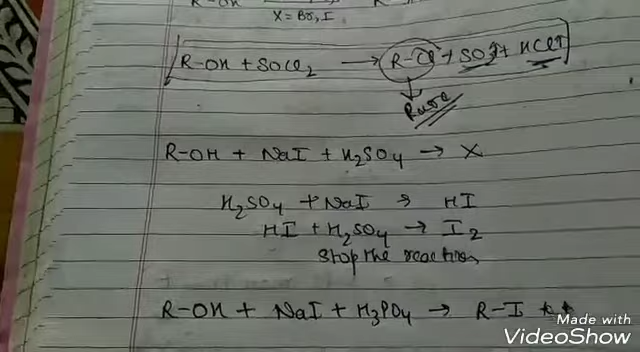 R-OH
X = Br, I
R-OH + SOCl2 → R-Cl + SO2↑ + HCl↑
Pure
R-OH + NaI + H2SO4 → X
H2SO4 + NaI → HI
HI + H2SO4 → I2
Stop the reaction
R-OH + NaI + H3PO4 → R-I **
Made with
VideoShow